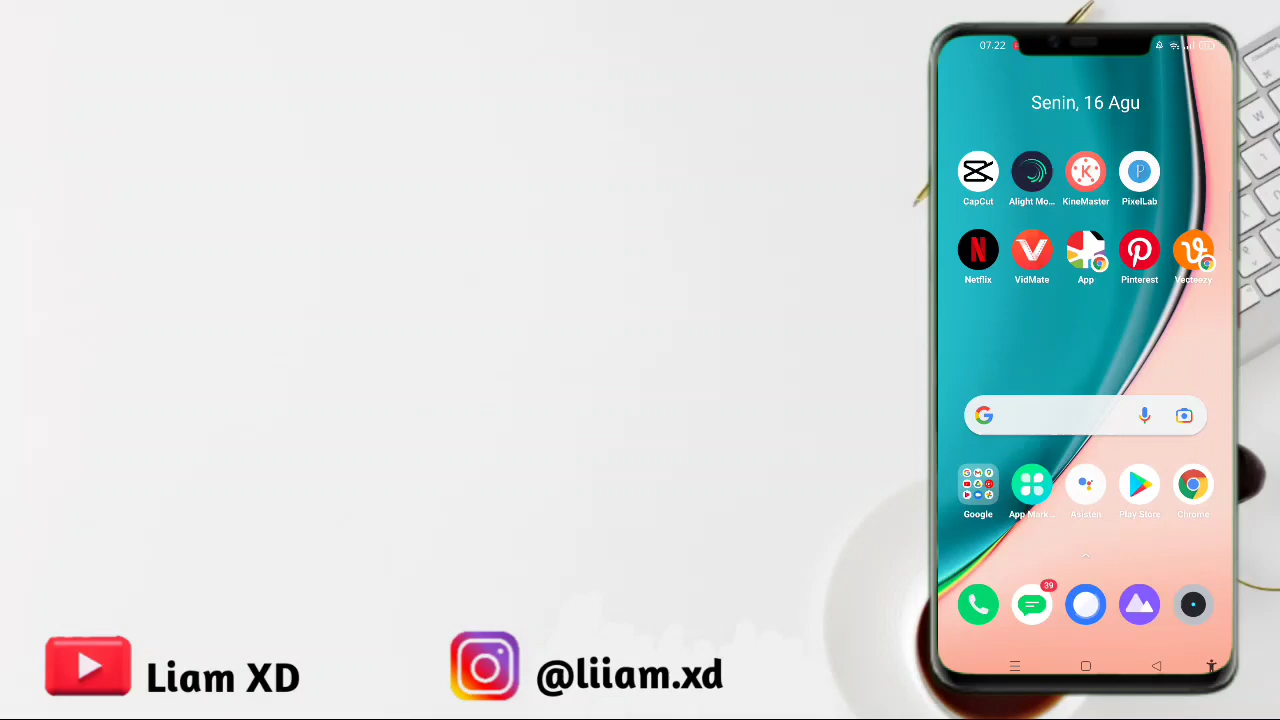 07.22
Senin, 16 Agu
CapCut
Alight Mo...
KineMaster
PixelLab
Netflix
VidMate
App
Pinterest
Vecteezy
Google
App Mark...
Asisten
Play Store
Chrome
39
Liam XD
@liiam.xd